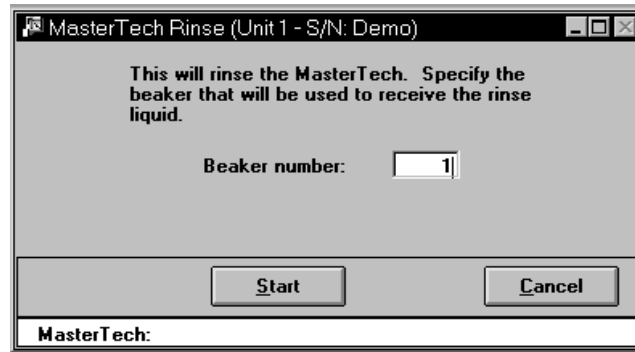 MasterTech Rinse (Unit 1 - S/N: Demo)
This will rinse the MasterTech. Specify the
beaker that will be used to receive the rinse
liquid.
Beaker number: 1
Start Cancel
MasterTech: